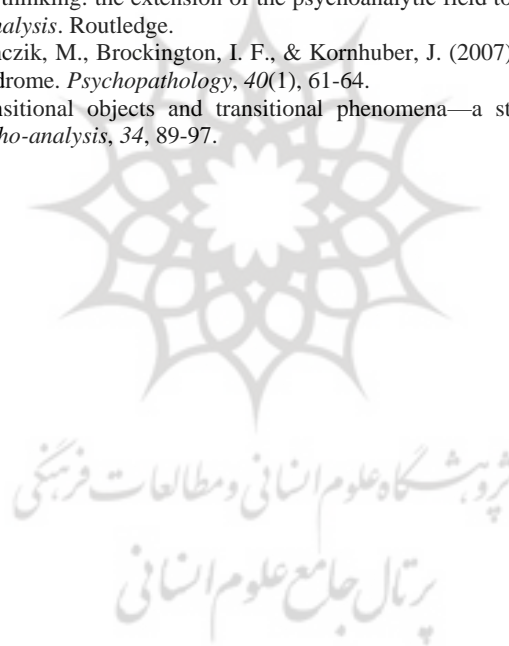 thinking: the extension of the psychoanalytic field to
nalysis. Routledge.
nczik, M., Brockington, I. F., & Kornhuber, J. (2007)
drome. Psychopathology, 40(1), 61-64.
nsitional objects and transitional phenomena—a st
ho-analysis, 34, 89-97.
پژوهشگاه علوم انسانی و مطالعات فرهنگی
پرتال جامع علوم انسانی